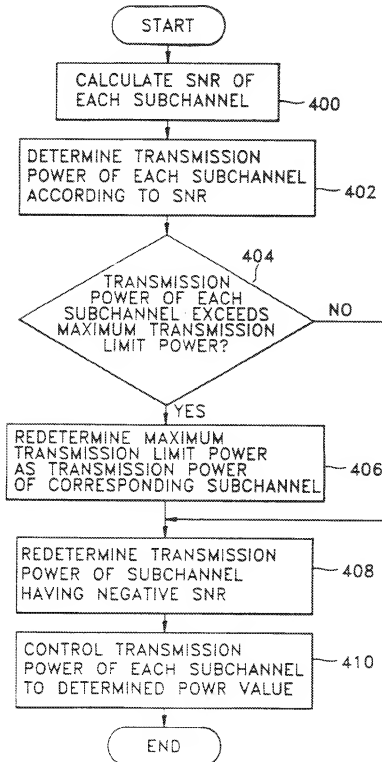 START
CALCULATE SNR OF
EACH SUBCHANNEL
400
DETERMINE TRANSMISSION
POWER OF EACH SUBCHANNEL
ACCORDING TO SNR
402
404
TRANSMISSION
POWER OF EACH
SUBCHANNEL EXCEEDS
MAXIMUM TRANSMISSION
LIMIT POWER?
NO
YES
REDETERMINE MAXIMUM
TRANSMISSION LIMIT POWER
AS TRANSMISSION POWER
OF CORRESPONDING SUBCHANNEL
406
REDETERMINE TRANSMISSION
POWER OF SUBCHANNEL
HAVING NEGATIVE SNR
408
CONTROL TRANSMISSION
POWER OF EACH SUBCHANNEL
TO DETERMINED POWR VALUE
410
END